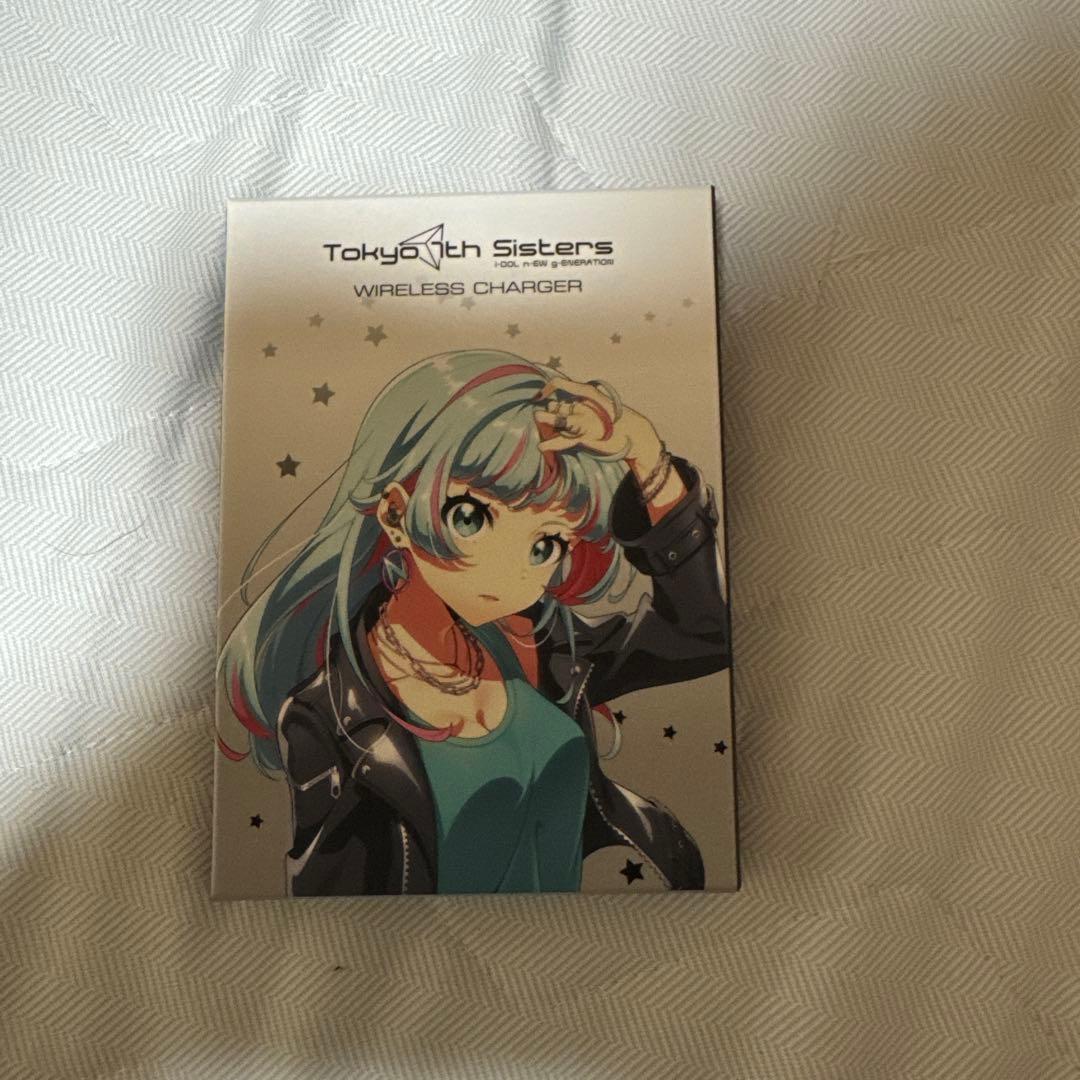 Tokyo 7th Sisters
i-DOL n-EW g-ENERATION!
WIRELESS CHARGER